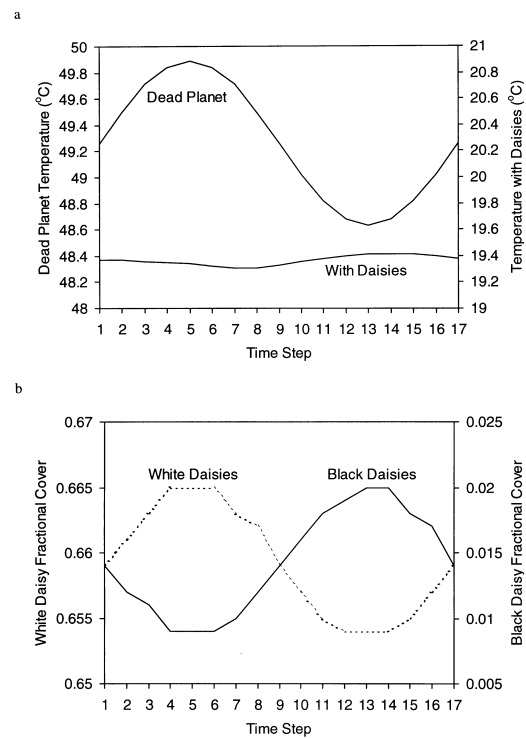 a
50
49.8
49.6
49.4
49.2
49
48.8
48.6
48.4
48.2
48
Dead Planet Temperature (°C)
Dead Planet
With Daisies
21
20.8
20.6
20.4
20.2
20
19.8
19.6
19.4
19.2
19
Temperature with Daisies (°C)
1 2 3 4 5 6 7 8 9 10 11 12 13 14 15 16 17
Time Step
b
0.67
0.665
0.66
0.655
0.65
White Daisy Fractional Cover
White Daisies
Black Daisies
0.025
0.02
0.015
0.01
0.005
Black Daisy Fractional Cover
1 2 3 4 5 6 7 8 9 10 11 12 13 14 15 16 17
Time Step